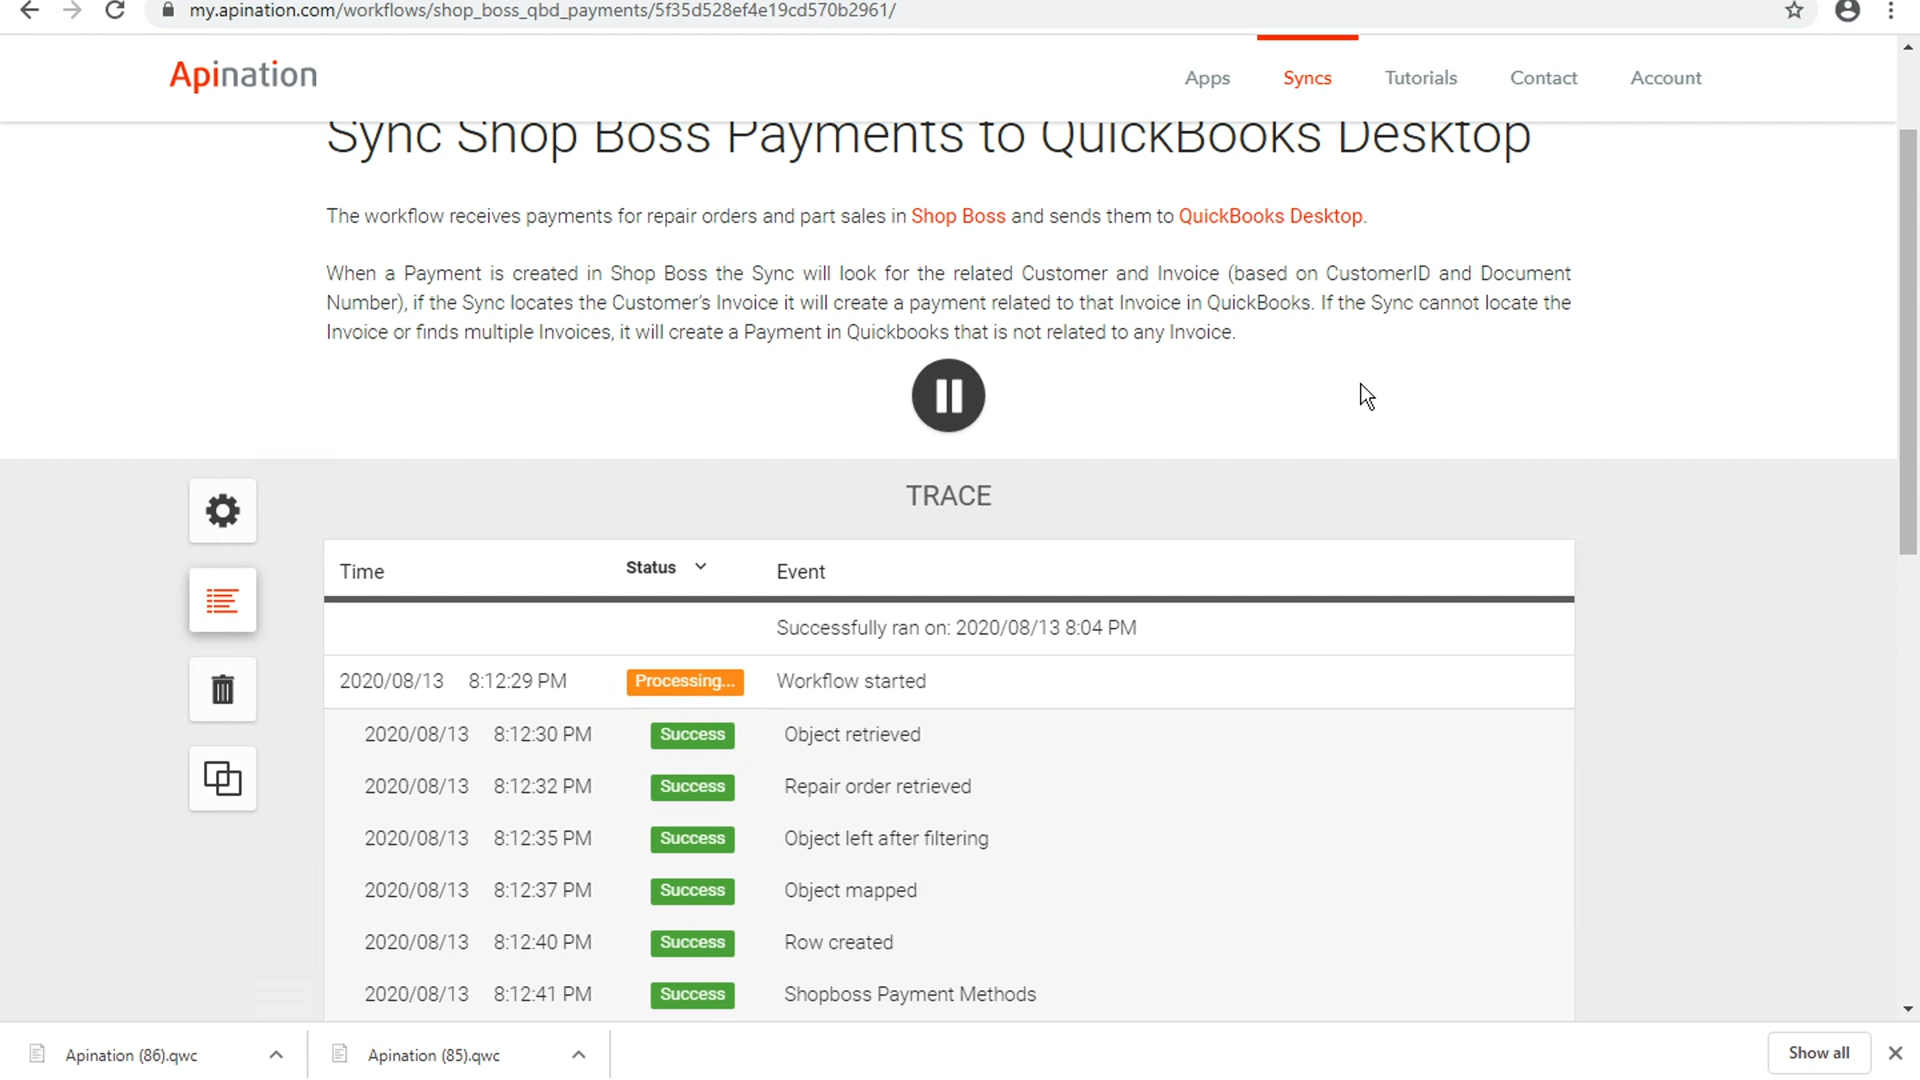 my.apination.com/workflows/shop_boss_qbd_payments/5f35d528ef4e19cd570b2961/
Apination
Apps
Syncs
Tutorials
Contact
Account
Sync Shop Boss Payments to QuickBooks Desktop
The workflow receives payments for repair orders and part sales in Shop Boss and sends them to QuickBooks Desktop.
When a Payment is created in Shop Boss the Sync will look for the related Customer and Invoice (based on CustomerID and Document
Number), if the Sync locates the Customer's Invoice it will create a payment related to that Invoice in QuickBooks. If the Sync cannot locate the
Invoice or finds multiple Invoices, it will create a Payment in Quickbooks that is not related to any Invoice.
TRACE
Time Status Event
Successfully ran on: 2020/08/13 8:04 PM
2020/08/13 8:12:29 PM Processing... Workflow started
2020/08/13 8:12:30 PM Success Object retrieved
2020/08/13 8:12:32 PM Success Repair order retrieved
2020/08/13 8:12:35 PM Success Object left after filtering
2020/08/13 8:12:37 PM Success Object mapped
2020/08/13 8:12:40 PM Success Row created
2020/08/13 8:12:41 PM Success Shopboss Payment Methods
Apination (86).qwc
Apination (85).qwc
Show all